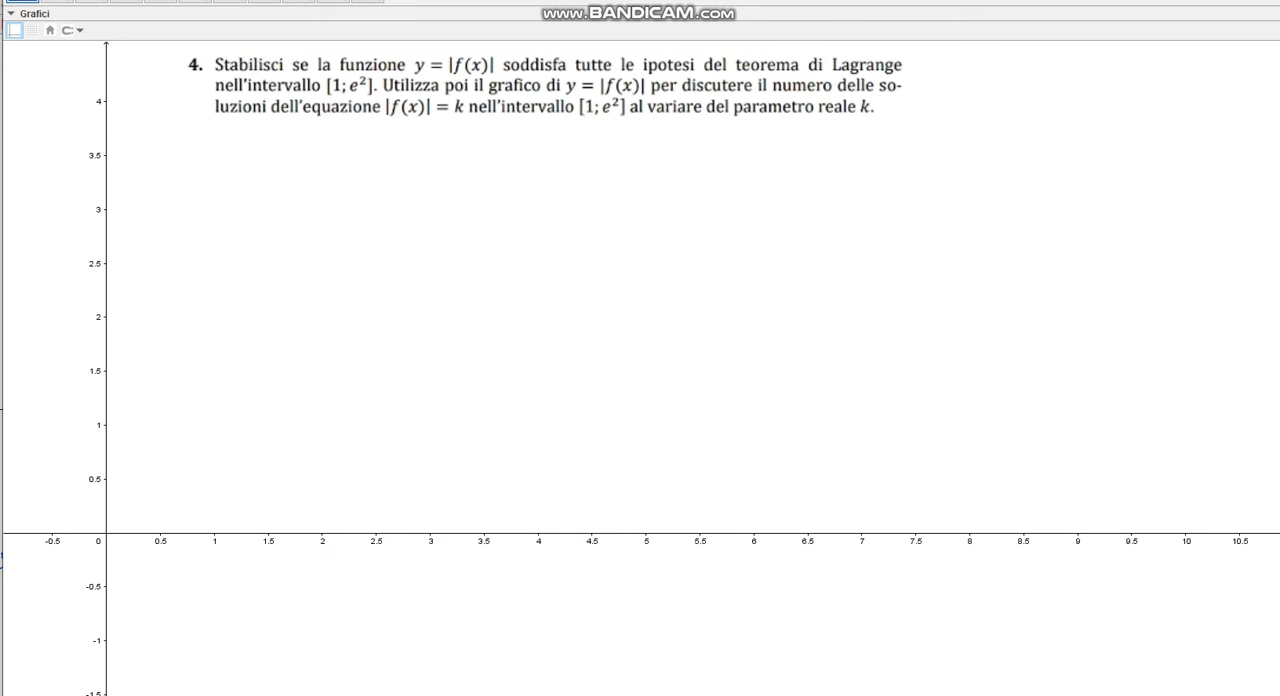 www.BANDICAM.com
Grafici
4. Stabilisci se la funzione y = |f(x)| soddisfa tutte le ipotesi del teorema di Lagrange
nell'intervallo [1; e²]. Utilizza poi il grafico di y = |f(x)| per discutere il numero delle so-
luzioni dell'equazione |f(x)| = k nell'intervallo [1; e²] al variare del parametro reale k.
4
3.5
3
2.5
2
1.5
1
0.5
-0.5 0 0.5 1 1.5 2 2.5 3 3.5 4 4.5 5 5.5 6 6.5 7 7.5 8 8.5 9 9.5 10 10.5
-0.5
-1
-1.5